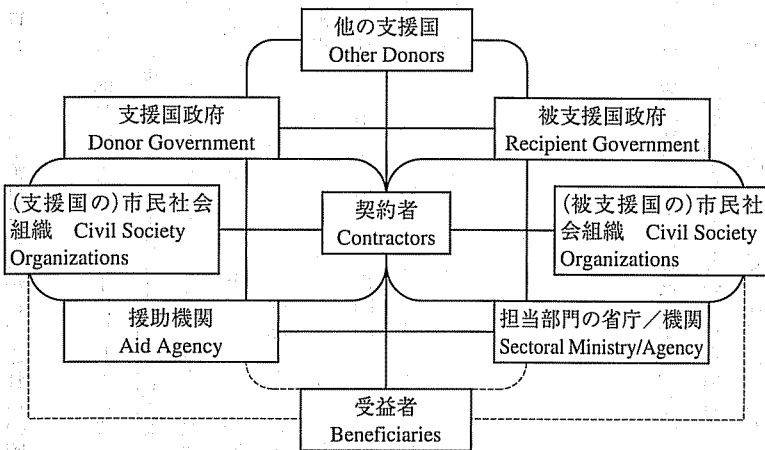 他の支援国
Other Donors
支援国政府
Donor Government
被支援国政府
Recipient Government
(支援国の)市民社会
組織 Civil Society
Organizations
契約者
Contractors
(被支援国の)市民社
会組織 Civil Society
Organizations
援助機関
Aid Agency
担当部門の省庁／機関
Sectoral Ministry/Agency
受益者
Beneficiaries